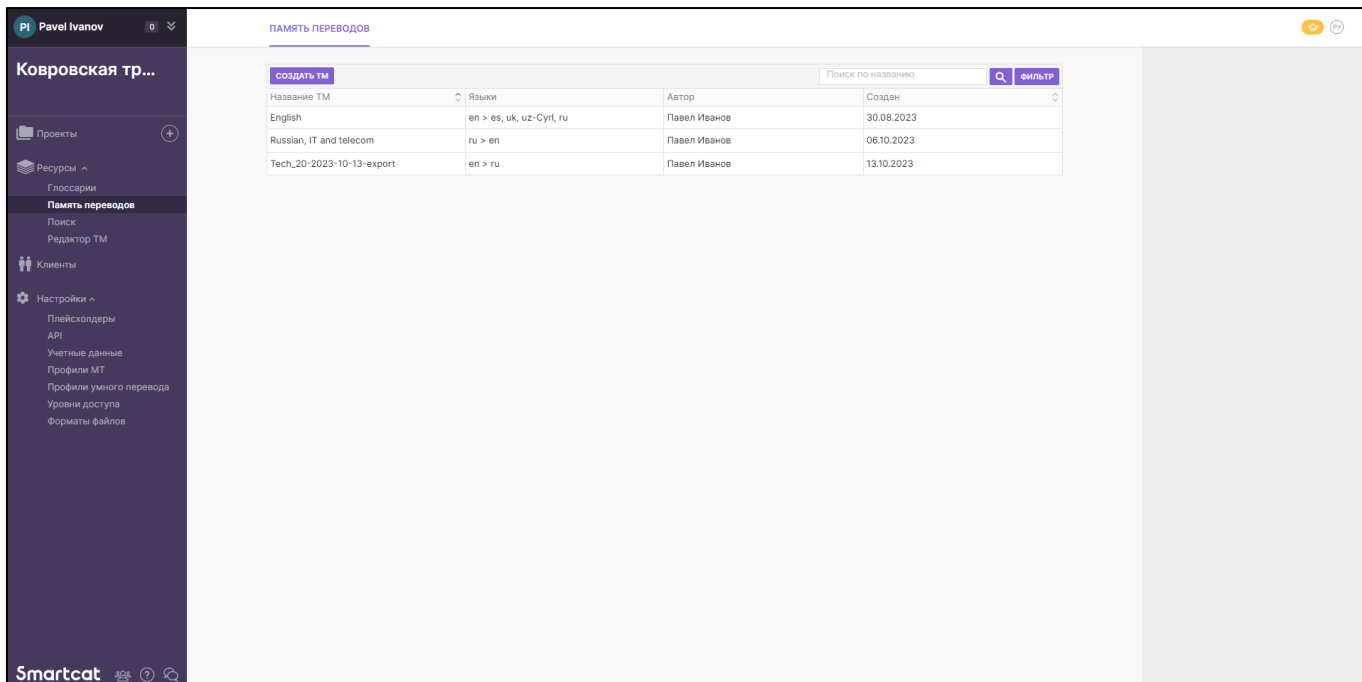 PI Pavel Ivanov 0
Ковровская тр...
Проекты
Ресурсы
Глоссарии
Память переводов
Поиск
Редактор ТМ
Клиенты
Настройки
Плейсхолдеры
API
Учетные данные
Профили МТ
Профили умного перевода
Уровни доступа
Форматы файлов
Smartcat ?
ПАМЯТЬ ПЕРЕВОДОВ
РУ
СОЗДАТЬ ТМ Поиск по названию ФИЛЬТР
Название ТМ Языки Автор Создан
English en > es, uk, uz-Cyrl, ru Павел Иванов 30.08.2023
Russian, IT and telecom ru > en Павел Иванов 06.10.2023
Tech_20-2023-10-13-export en > ru Павел Иванов 13.10.2023